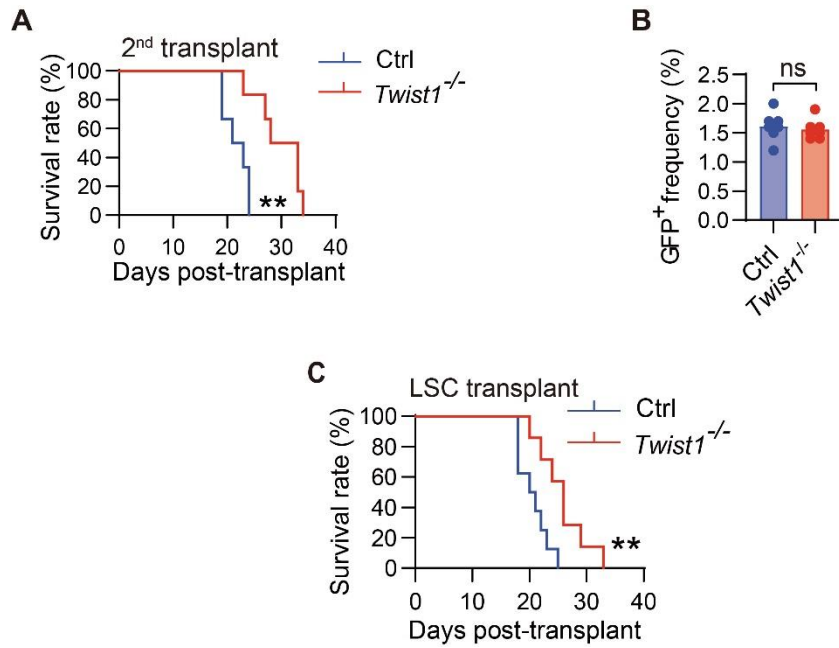 A
2nd transplant
Ctrl
Twist1-/-
Survival rate (%)
100
80
60
40
20
0
**
0 10 20 30 40
Days post-transplant
B
GFP+ frequency (%)
ns
2.5
2.0
1.5
1.0
0.5
0.0
Ctrl
Twist1-/-
C
LSC transplant
Ctrl
Twist1-/-
Survival rate (%)
100
80
60
40
20
0
**
0 10 20 30 40
Days post-transplant